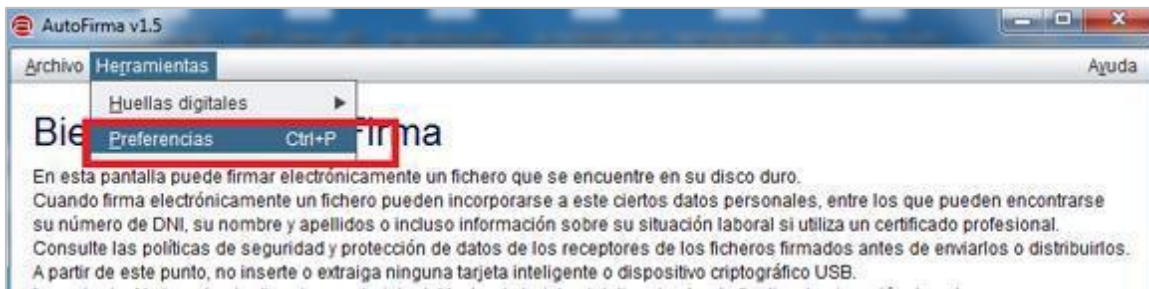 AutoFirma v1.5
Archivo Herramientas Ayuda
Huellas digitales
Preferencias Ctrl+P
Bie Firma
En esta pantalla puede firmar electrónicamente un fichero que se encuentre en su disco duro.
Cuando firma electrónicamente un fichero pueden incorporarse a este ciertos datos personales, entre los que pueden encontrarse
su número de DNI, su nombre y apellidos o incluso información sobre su situación laboral si utiliza un certificado profesional.
Consulte las políticas de seguridad y protección de datos de los receptores de los ficheros firmados antes de enviarlos o distribuirlos.
A partir de este punto, no inserte o extraiga ninguna tarjeta inteligente o dispositivo criptográfico USB.